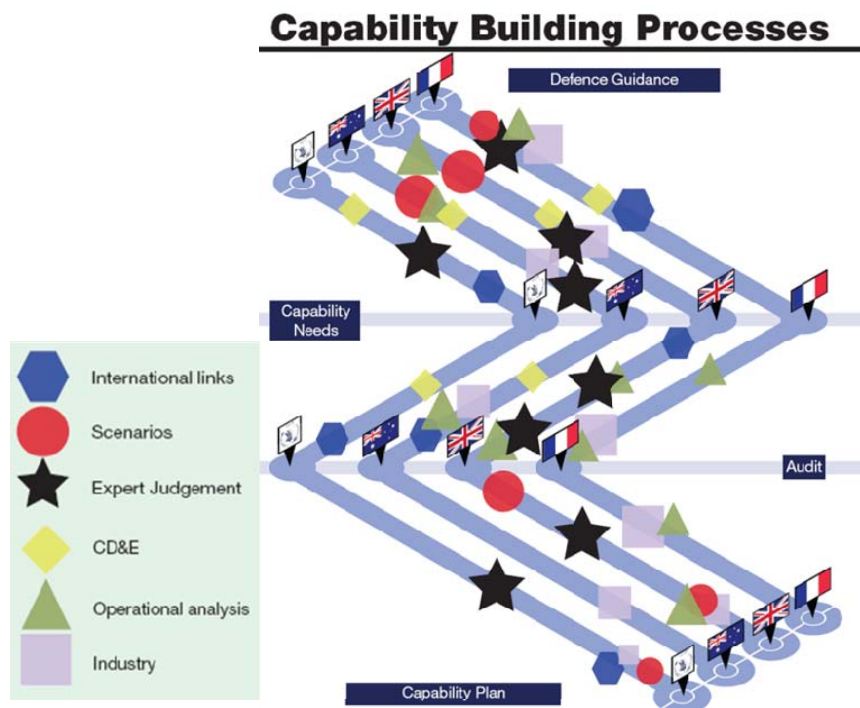 Capability Building Processes
Defence Guidance
Capability
Needs
International links
Scenarios
Expert Judgement
CD&E
Operational analysis
Industry
Audit
Capability Plan